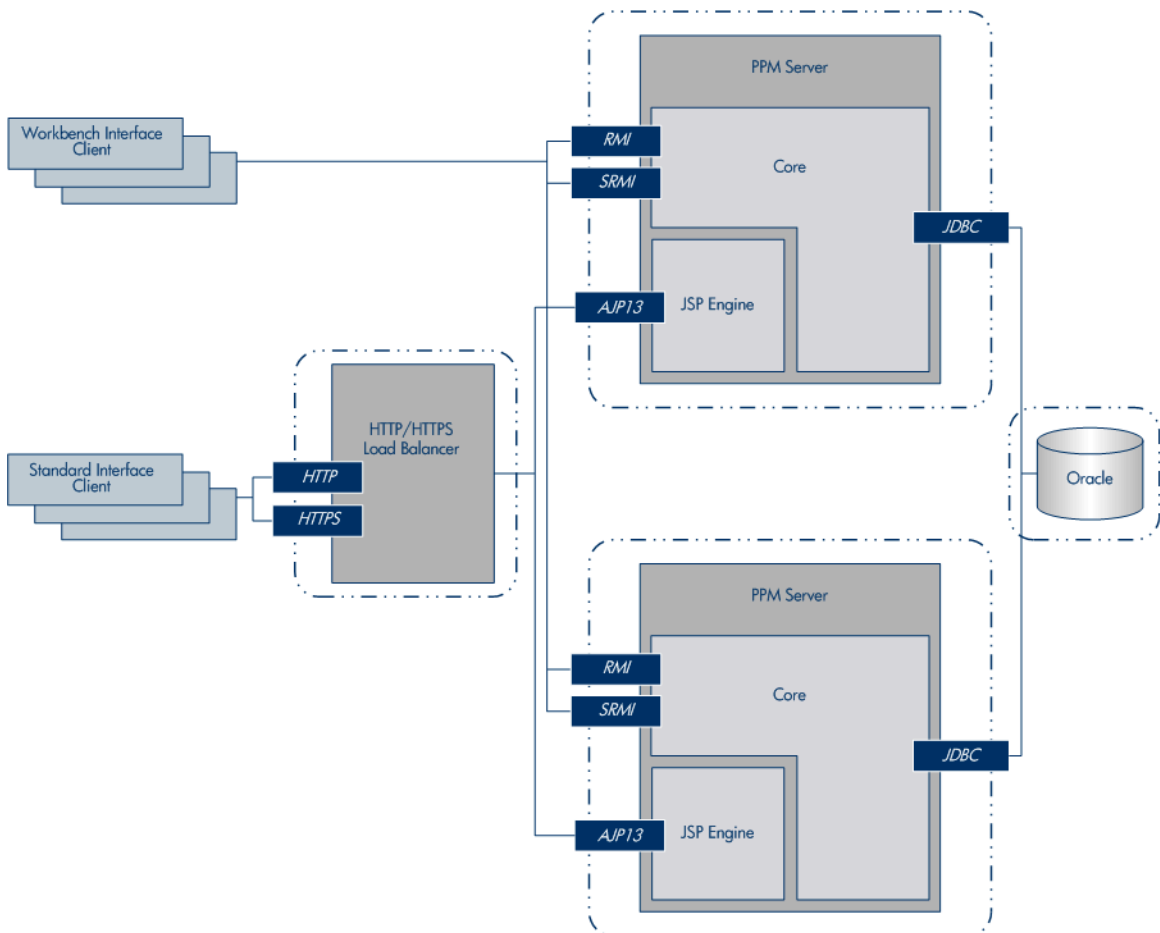 PPM Server
Workbench Interface
Client
RMI
Core
SRMI
JDBC
AJP13
JSP Engine
HTTP/HTTPS
Load Balancer
Standard Interface
Client
HTTP
HTTPS
Oracle
PPM Server
RMI
Core
SRMI
JDBC
AJP13
JSP Engine